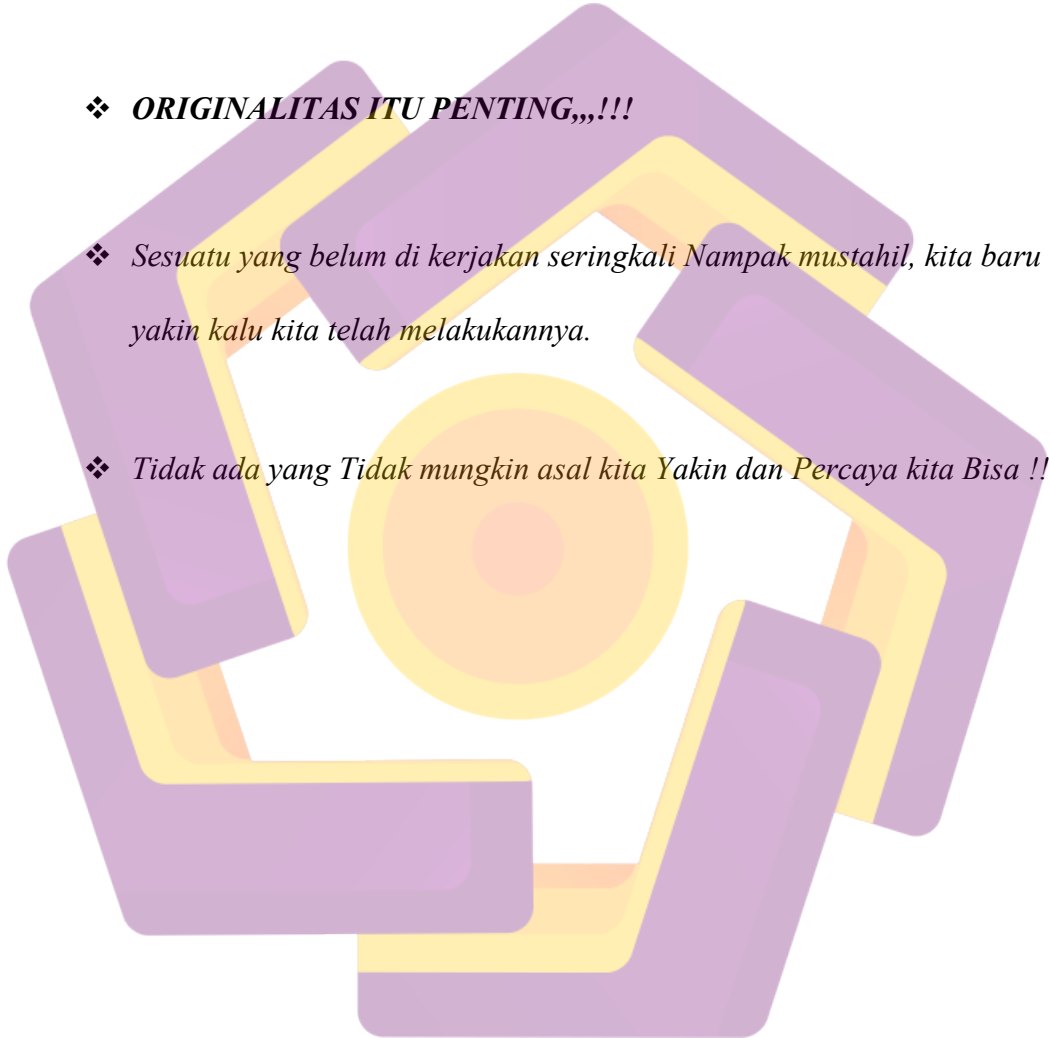 ❖ ORIGINALITAS ITU PENTING,,,!!!
❖ Sesuatu yang belum di kerjakan seringkali Nampak mustahil, kita baru
yakin kalu kita telah melakukannya.
❖ Tidak ada yang Tidak mungkin asal kita Yakin dan Percaya kita Bisa !!